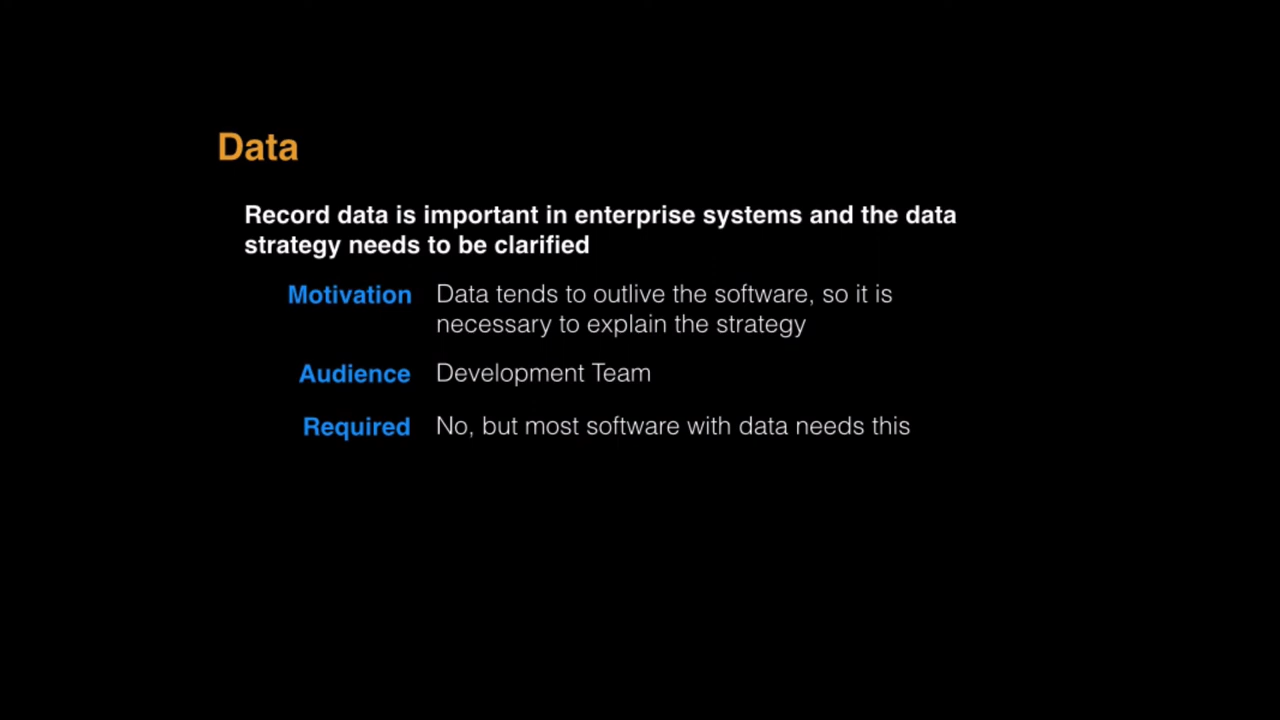 Data
Record data is important in enterprise systems and the data
strategy needs to be clarified
Motivation Data tends to outlive the software, so it is
necessary to explain the strategy
Audience Development Team
Required No, but most software with data needs this